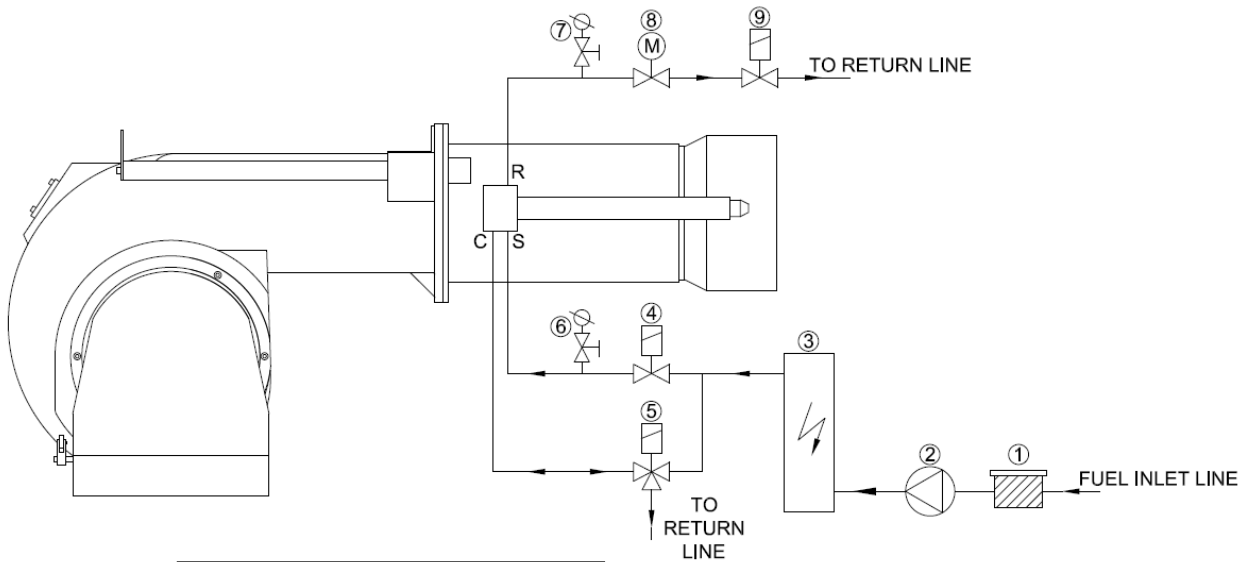 ⑦
⑧
⑨
M
TO RETURN LINE
R
C
S
⑥
④
③
⑤
②
①
FUEL INLET LINE
TO
RETURN
LINE